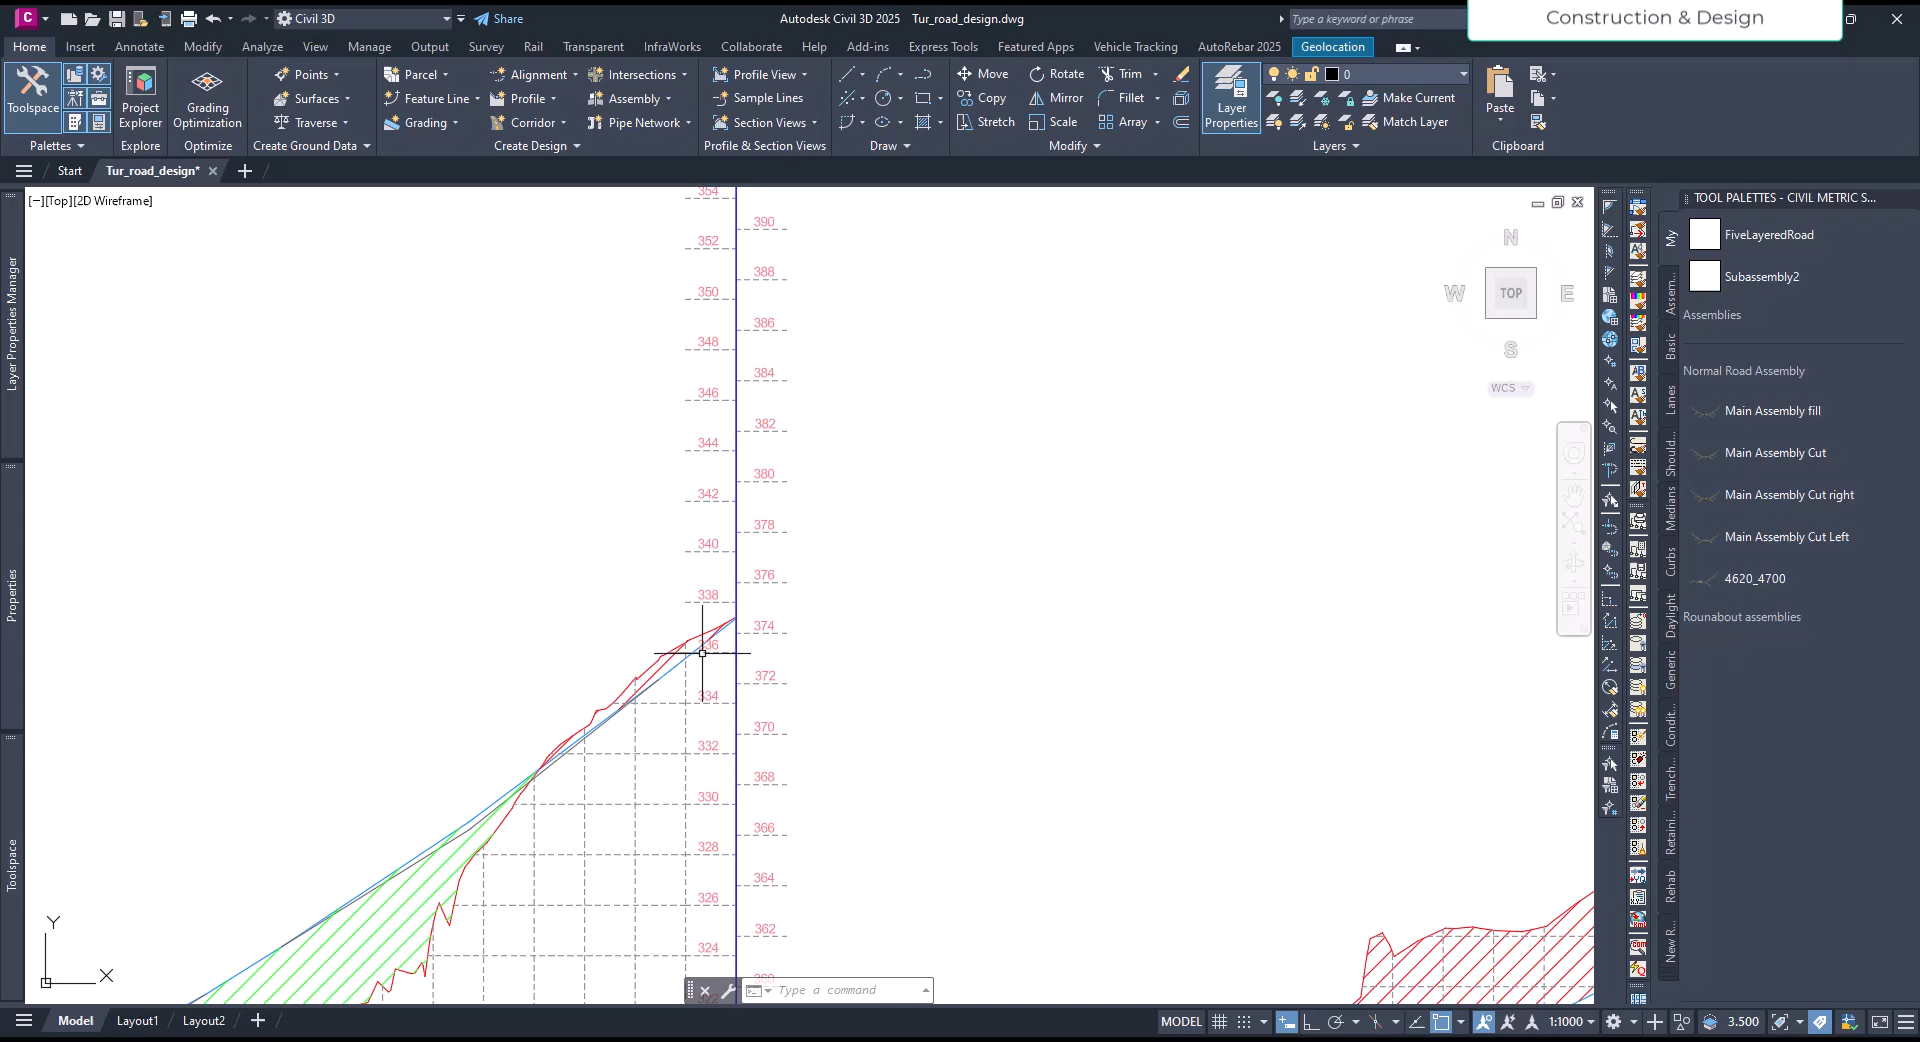 Construction & Design
C
Civil 3D
Share
Autodesk Civil 3D 2025 Tur_road_design.dwg
Type a keyword or phrase
Home Insert Annotate Modify Analyze View Manage Output Survey Rail Transparent InfraWorks Collaborate Help Add-ins Express Tools Featured Apps Vehicle Tracking AutoRebar 2025 Geolocation
Toolspace
Palettes
Project Explorer
Explore
Grading Optimization
Optimize
Points
Surfaces
Traverse
Create Ground Data
Parcel
Feature Line
Grading
Alignment
Profile
Corridor
Intersections
Assembly
Pipe Network
Create Design
Profile View
Sample Lines
Section Views
Profile & Section Views
Draw
Move
Copy
Stretch
Rotate
Mirror
Scale
Trim
Fillet
Array
Modify
Layer Properties
0
Make Current
Match Layer
Layers
Paste
Clipboard
Start
Tur_road_design*
[−][Top][2D Wireframe]
Layer Properties Manager
Properties
Toolspace
354
352
350
348
346
344
342
340
338
336
334
332
330
328
326
324
390
388
386
384
382
380
378
376
374
372
370
368
366
364
362
360
N
W
TOP
E
S
WCS
Y
X
Type a command
TOOL PALETTES - CIVIL METRIC S...
My
Assem...
Basic
Lanes
Should...
Medians
Curbs
Daylight
Generic
Condit...
Trench...
Retaini...
Rehab
New R...
FiveLayeredRoad
Subassembly2
Assemblies
Normal Road Assembly
Main Assembly fill
Main Assembly Cut
Main Assembly Cut right
Main Assembly Cut Left
4620_4700
Roundabout assemblies
Model Layout1 Layout2
MODEL
1:1000
3.500